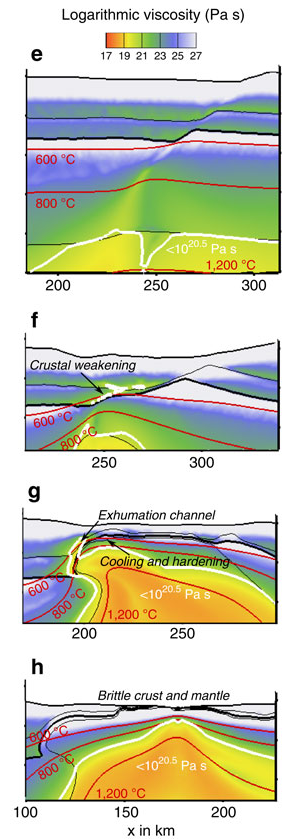 Logarithmic viscosity (Pa s)
17 19 21 23 25 27
e
600 °C
800 °C
<10^20.5 Pa s
1,200 °C
200 250 300
f
Crustal weakening
600 °C
800 °C
250 300
g
Exhumation channel
Cooling and hardening
600 °C
800 °C
<10^20.5 Pa s
1,200 °C
200 250
h
Brittle crust and mantle
600 °C
800 °C
<10^20.5 Pa s
1,200 °C
100 150 200
x in km